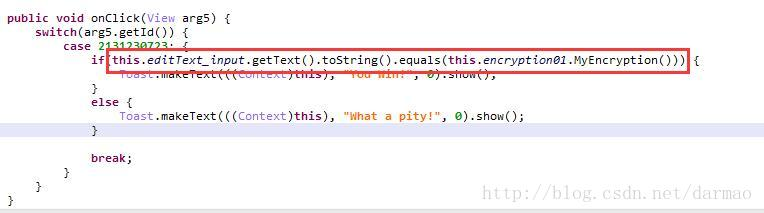 public void onClick(View arg5) {
switch(arg5.getId()) {
case 2131230723: {
if(this.editText_input.getText().toString().equals(this.encryption01.MyEncryption())) {
Toast.makeText(((Context)this), "You Win!", 0).show();
}
else {
Toast.makeText(((Context)this), "What a pity!", 0).show();
}
break;
}
}
}
http://blog.csdn.net/darmao